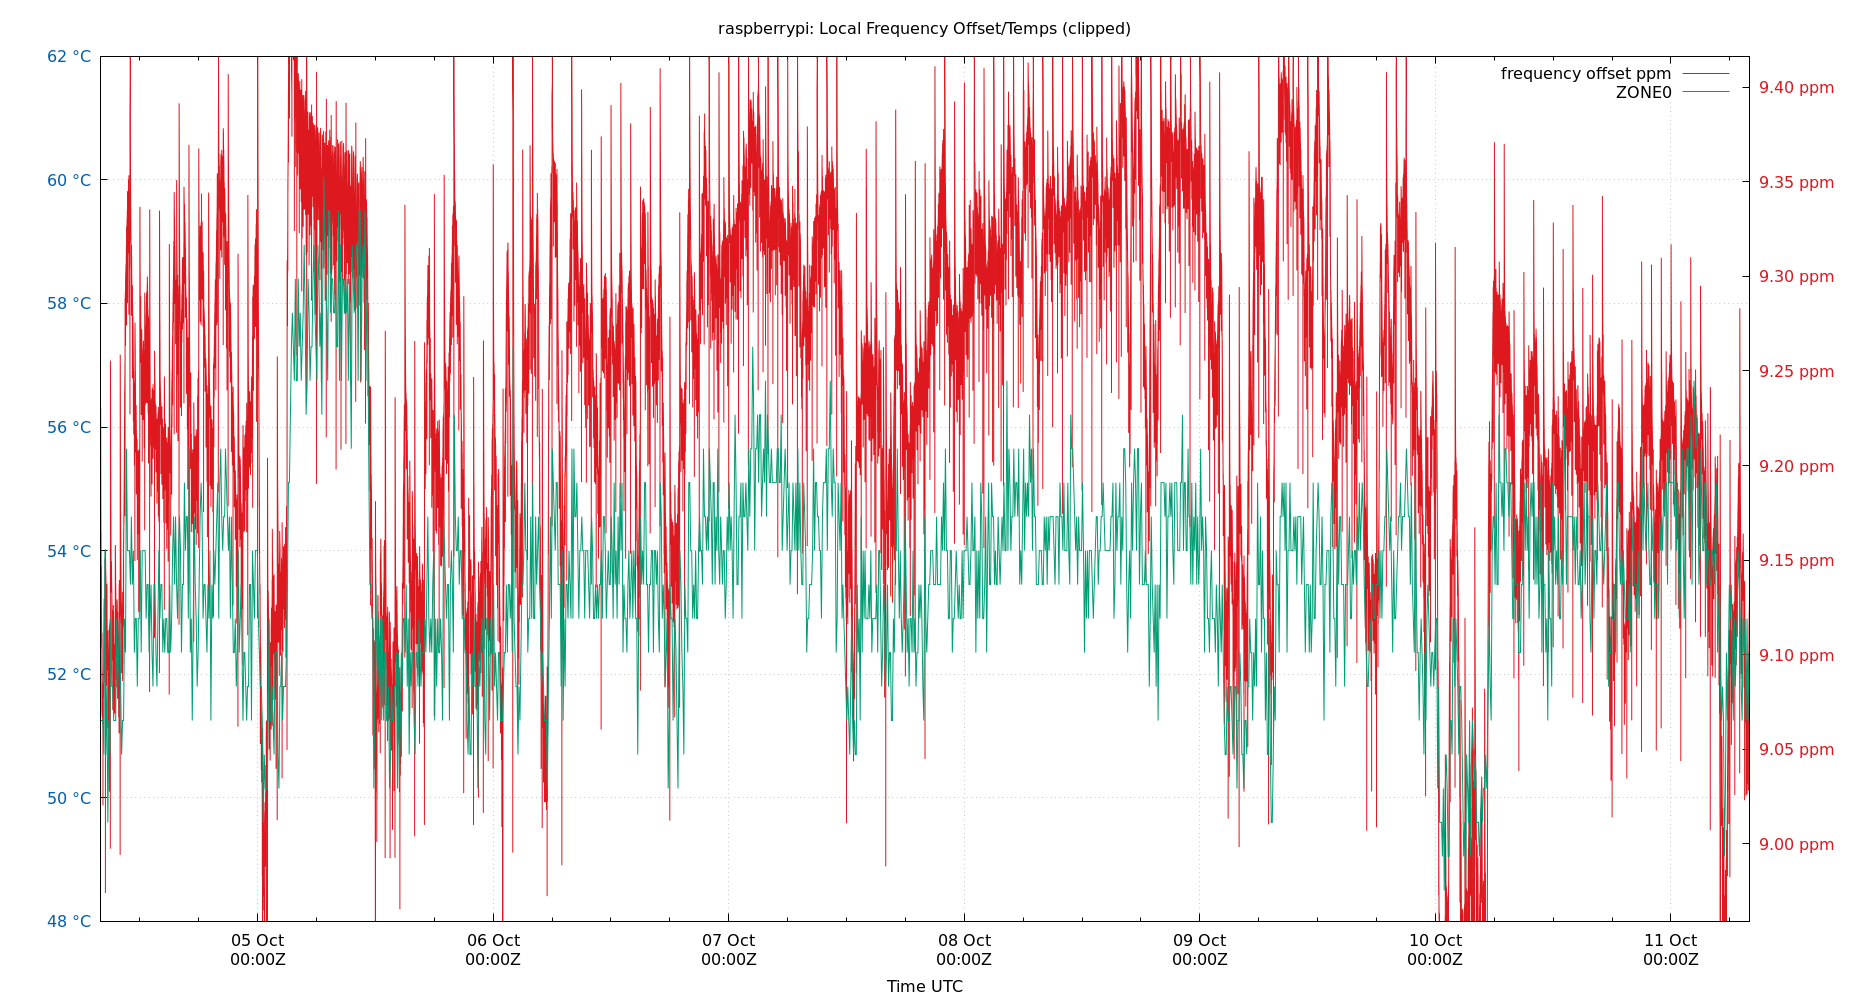 raspberrypi: Local Frequency Offset/Temps (clipped)
62 °C
60 °C
58 °C
56 °C
54 °C
52 °C
50 °C
48 °C
frequency offset ppm
ZONE0
9.40 ppm
9.35 ppm
9.30 ppm
9.25 ppm
9.20 ppm
9.15 ppm
9.10 ppm
9.05 ppm
9.00 ppm
05 Oct
00:00Z
06 Oct
00:00Z
07 Oct
00:00Z
08 Oct
00:00Z
09 Oct
00:00Z
10 Oct
00:00Z
11 Oct
00:00Z
Time UTC